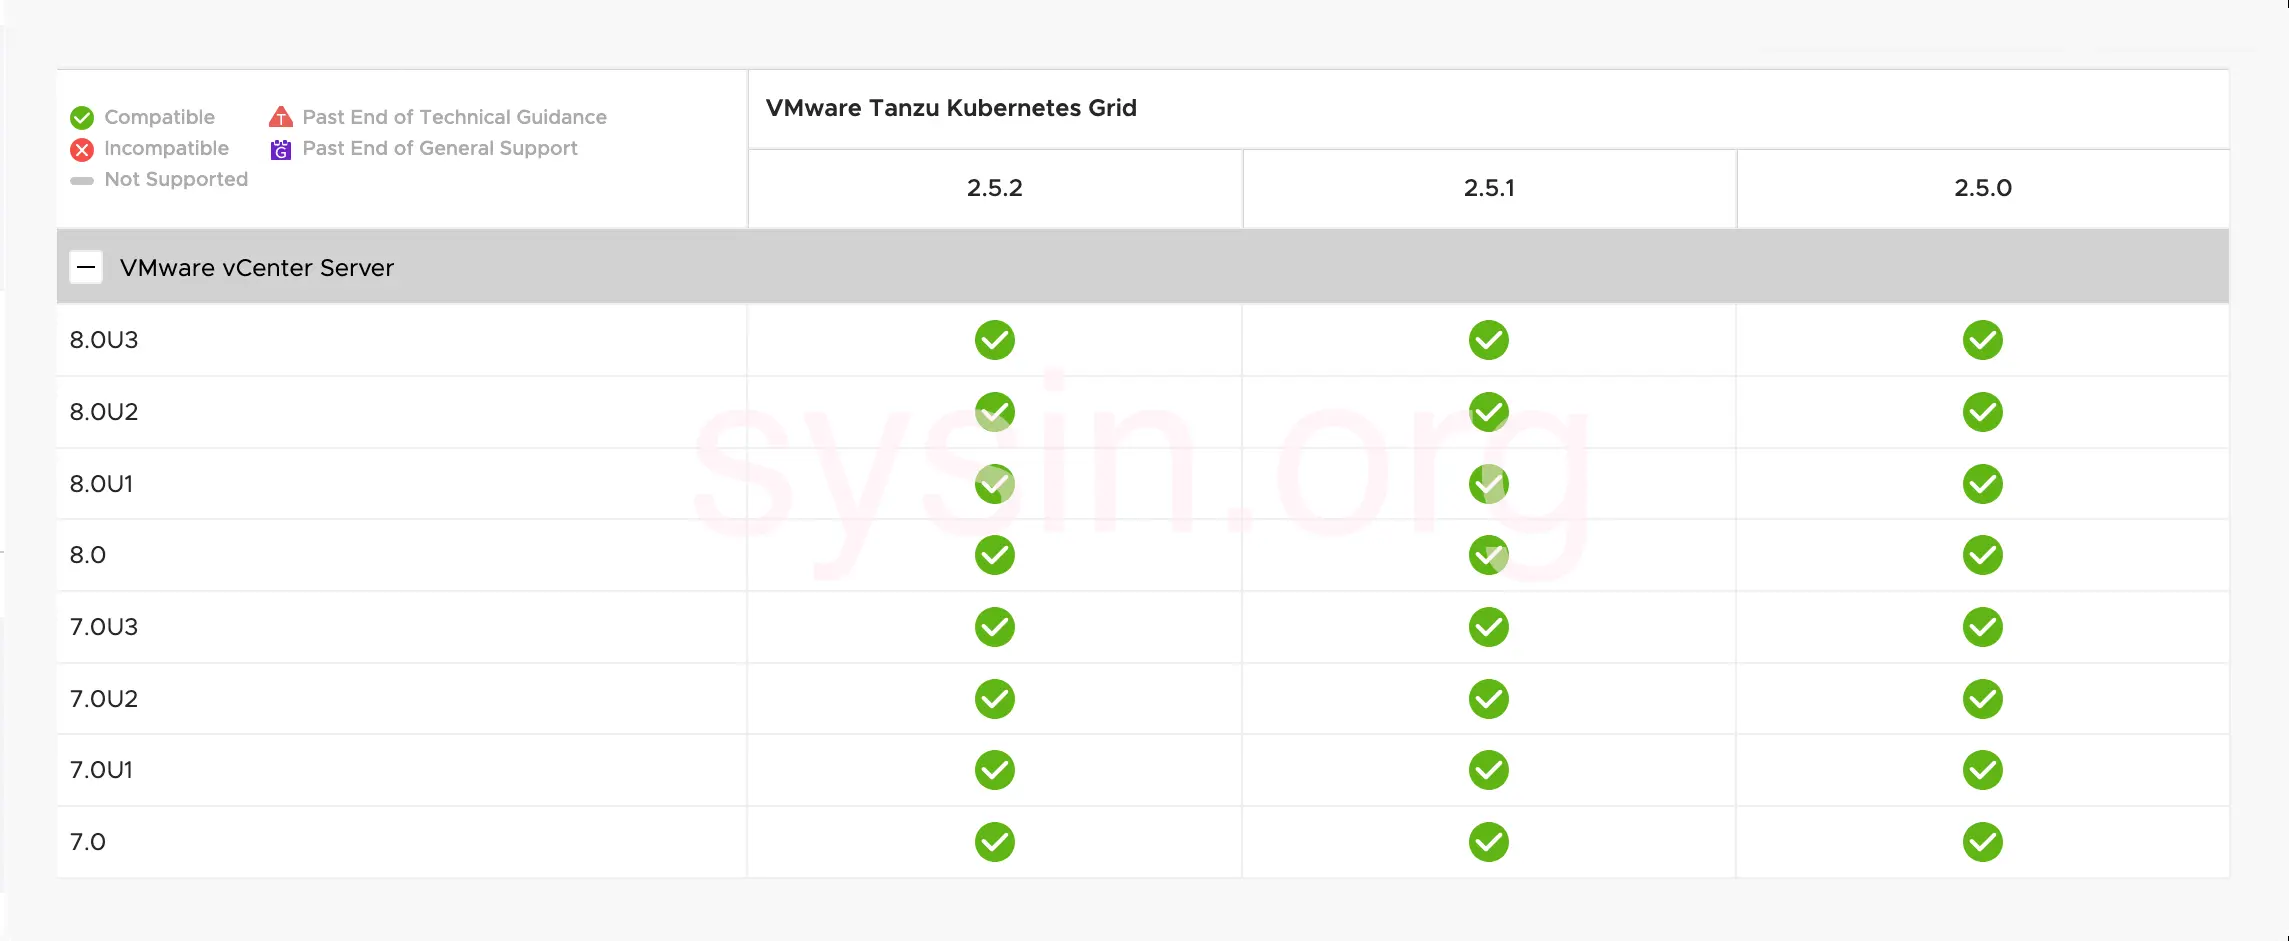 Compatible Past End of Technical Guidance
Incompatible Past End of General Support
Not Supported
VMware Tanzu Kubernetes Grid
2.5.2 2.5.1 2.5.0
VMware vCenter Server
8.0U3
8.0U2
8.0U1
8.0
7.0U3
7.0U2
7.0U1
7.0
sysin.org